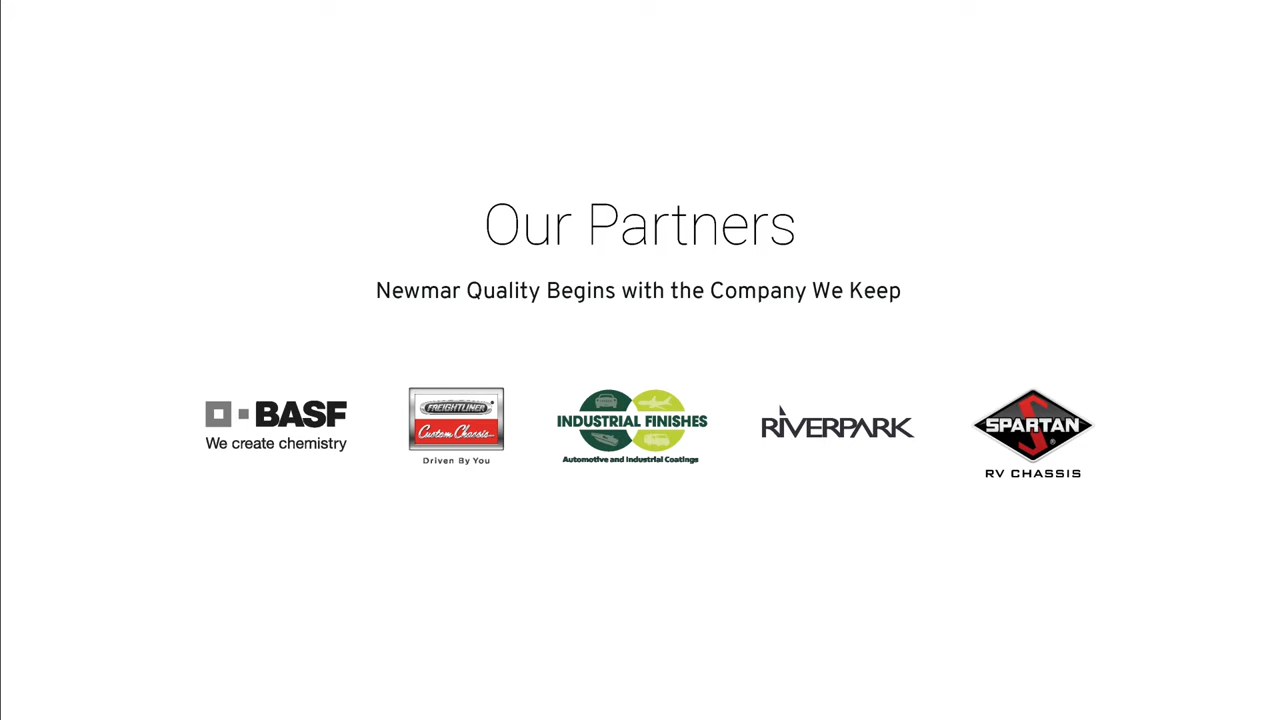 Our Partners
Newmar Quality Begins with the Company We Keep
BASF
We create chemistry
FREIGHTLINER
Custom Chassis
Driven By You
INDUSTRIAL FINISHES
Automotive and Industrial Coatings
RIVERPARK
SPARTAN
®
RV CHASSIS